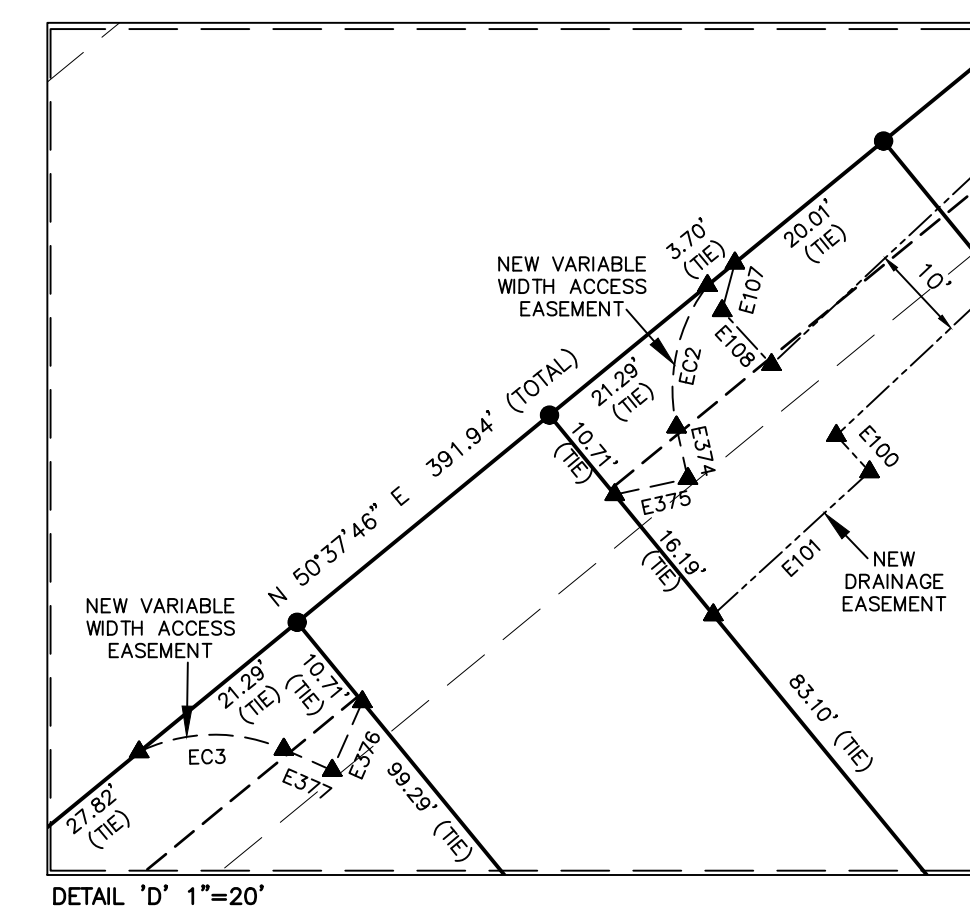 3.70'
(TIE)
20.01'
(TIE)
NEW VARIABLE
WIDTH ACCESS
EASEMENT
E107
E108
10'
EC2
21.29'
(TIE)
N 50°37'46" E 391.94' (TOTAL)
10.71'
(TIE)
E374
E375
E100
E101
16.19'
(TIE)
NEW
DRAINAGE
EASEMENT
NEW VARIABLE
WIDTH ACCESS
EASEMENT
21.29'
(TIE)
10.71'
(TIE)
EC3
E377
E376
83.10' (TIE)
27.82'
(TIE)
99.29' (TIE)
DETAIL 'D' 1"=20'